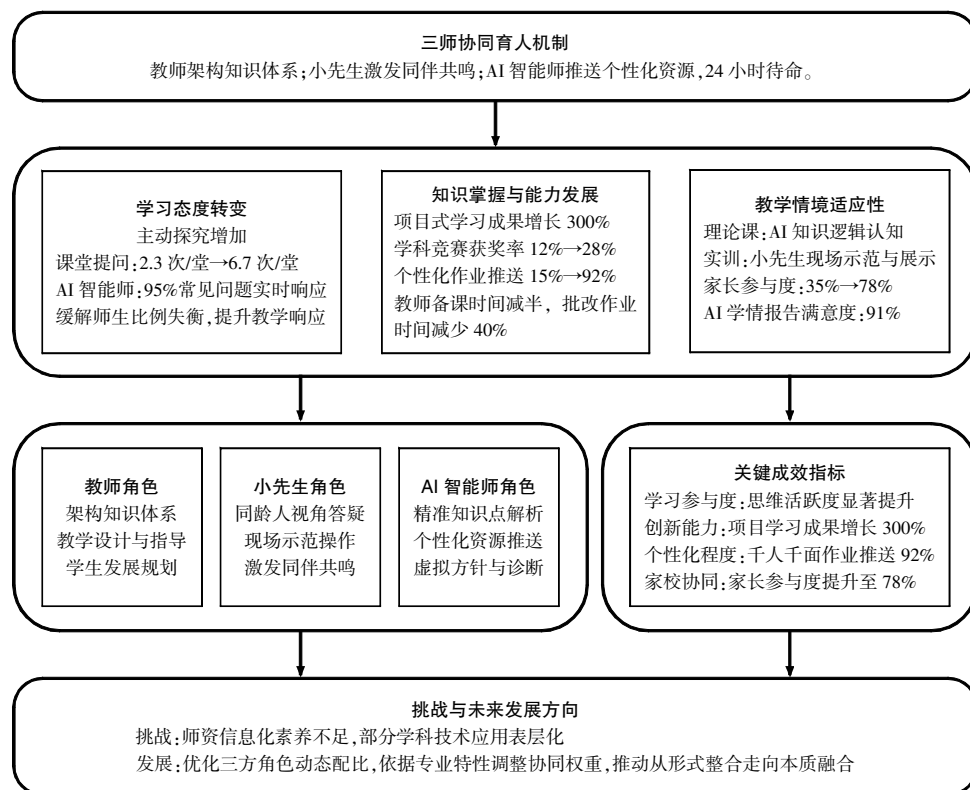 三师协同育人机制
教师架构知识体系;小先生激发同伴共鸣;AI 智能师推送个性化资源,24 小时待命。
学习态度转变
主动探究增加
课堂提问:2.3 次/堂→6.7 次/堂
AI 智能师:95%常见问题实时响应
缓解师生比例失衡,提升教学响应
知识掌握与能力发展
项目式学习成果增长 300%
学科竞赛获奖率 12%→28%
个性化作业推送 15%→92%
教师备课时间减半，批改作业
时间减少 40%
教学情境适应性
理论课:AI 知识逻辑认知
实训:小先生现场示范与展示
家长参与度:35%→78%
AI 学情报告满意度:91%
教师角色
架构知识体系
教学设计与指导
学生发展规划
小先生角色
同龄人视角答疑
现场示范操作
激发同伴共鸣
AI 智能师角色
精准知识点解析
个性化资源推送
虚拟方针与诊断
关键成效指标
学习参与度:思维活跃度显著提升
创新能力:项目学习成果增长 300%
个性化程度:千人千面作业推送 92%
家校协同:家长参与度提升至 78%
挑战与未来发展方向
挑战:师资信息化素养不足,部分学科技术应用表层化
发展:优化三方角色动态配比,依据专业特性调整协同权重,推动从形式整合走向本质融合